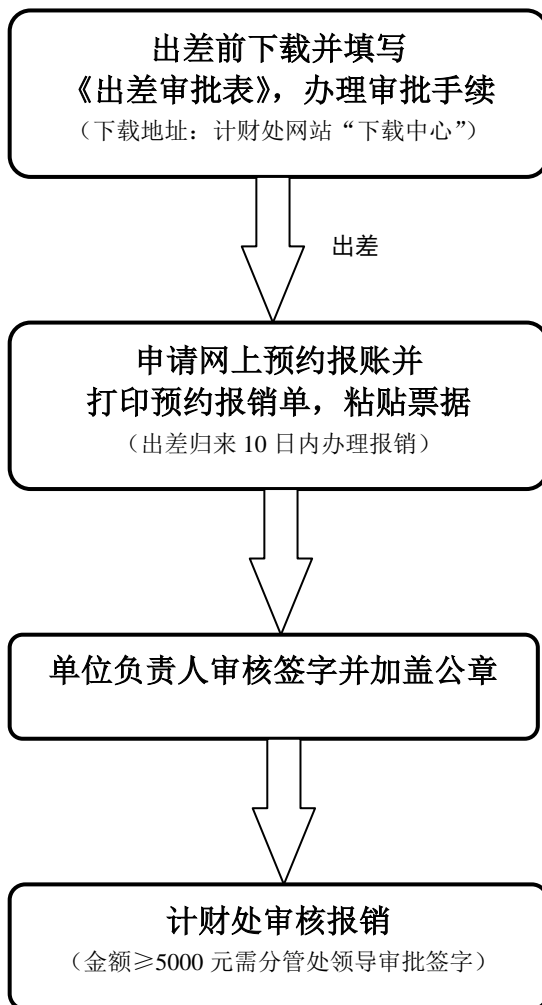 出差前下载并填写
《出差审批表》，办理审批手续
（下载地址：计财处网站“下载中心”）
出差
申请网上预约报账并
打印预约报销单，粘贴票据
（出差归来 10 日内办理报销）
单位负责人审核签字并加盖公章
计财处审核报销
（金额≥5000 元需分管处领导审批签字）